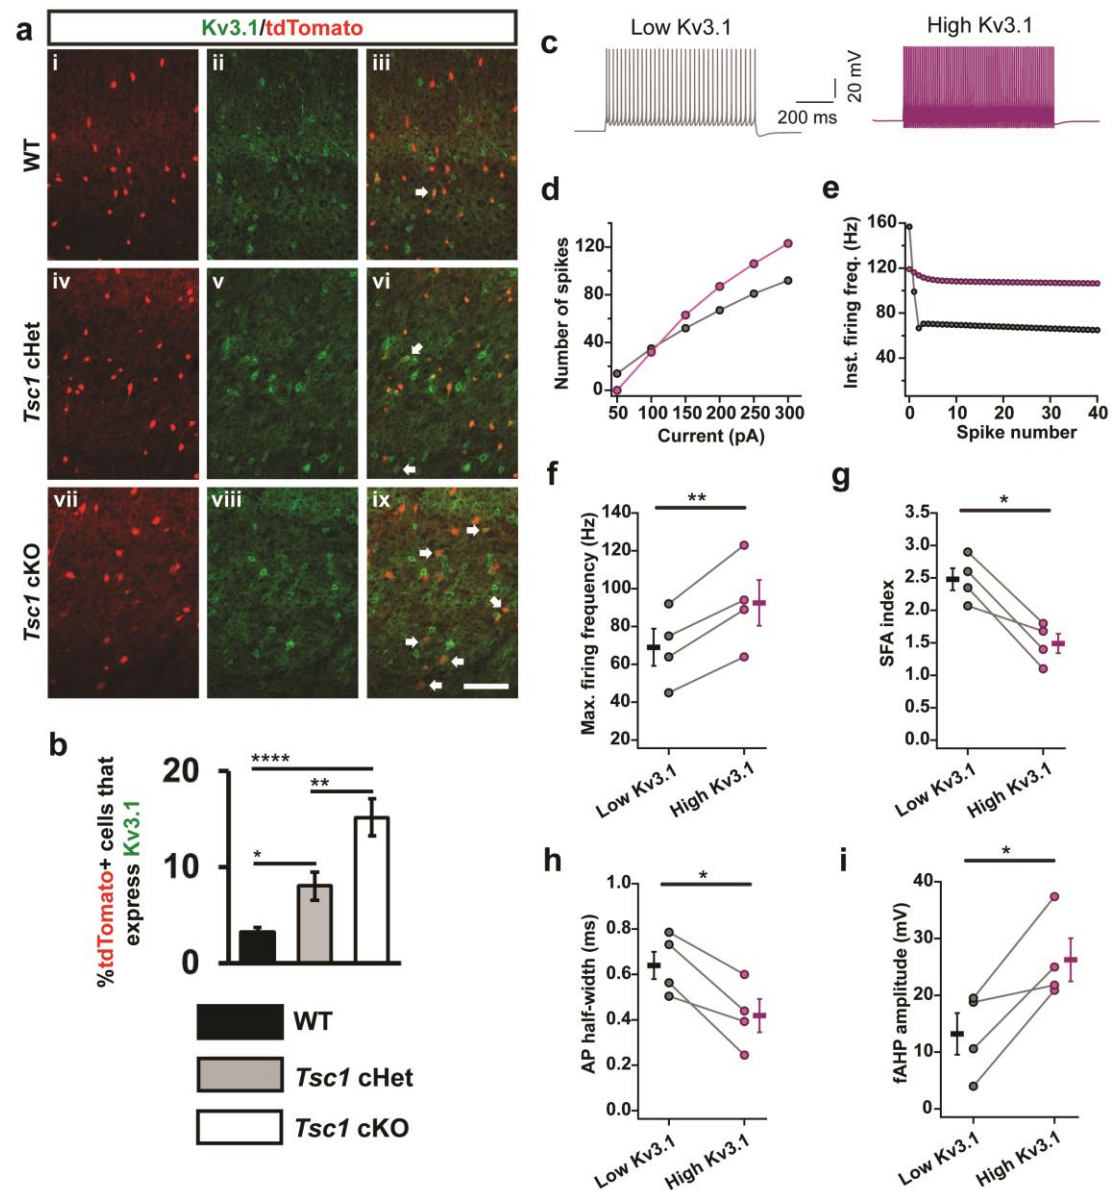 a
Kv3.1/tdTomato
i
ii
iii
WT
iv
v
vi
Tsc1 cHet
vii
viii
ix
Tsc1 cKO
b
%tdTomato+ cells that
express Kv3.1
20
10
0
****
**
*
WT
Tsc1 cHet
Tsc1 cKO
c
Low Kv3.1
High Kv3.1
20 mV
200 ms
d
Number of spikes
120
80
40
0
50 100 150 200 250 300
Current (pA)
e
Inst. firing freq. (Hz)
160
120
80
40
0 10 20 30 40
Spike number
f
**
Max. firing frequency (Hz)
140
120
100
80
60
40
20
Low Kv3.1
High Kv3.1
g
*
SFA index
3.5
3.0
2.5
2.0
1.5
1.0
0.5
0.0
Low Kv3.1
High Kv3.1
h
*
AP half-width (ms)
1.0
0.8
0.6
0.4
0.2
0.0
Low Kv3.1
High Kv3.1
i
*
fAHP amplitude (mV)
40
30
20
10
0
Low Kv3.1
High Kv3.1